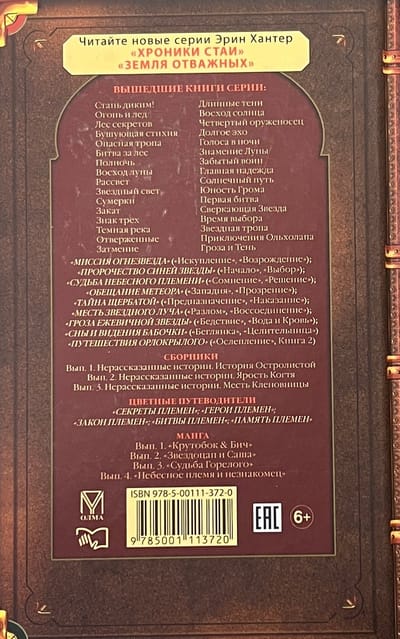 Читайте новые серии Эрин Хантер
«ХРОНИКИ СТАИ»
«ЗЕМЛЯ ОТВАЖНЫХ»
ВЫШЕДШИЕ КНИГИ СЕРИИ:
Стань диким!
Огонь и лед
Лес секретов
Бушующая стихия
Опасная тропа
Битва за лес
Полночь
Восход луны
Рассвет
Звездный свет
Сумерки
Закат
Знак трех
Темная река
Отверженные
Затмение
Длинные тени
Восход солнца
Четвертый оруженосец
Долгое эхо
Голоса в ночи
Знамение Луны
Забытый воин
Главная надежда
Солнечный путь
Юность Грома
Первая битва
Сверкающая Звезда
Время выбора
Звездная тропа
Приключения Ольхолапа
Гроза и Тень
«МИССИЯ ОГНЕЗВЕЗДА» («Искупление», «Возрождение»);
«ПРОРОЧЕСТВО СИНЕЙ ЗВЕЗДЫ» («Начало», «Выбор»);
«СУДЬБА НЕБЕСНОГО ПЛЕМЕНИ» («Сомнение», «Решение»);
«ОБЕЩАНИЕ МЕТЕОРА» («Западня», «Прозрение»);
«ТАЙНА ЩЕРБАТОЙ» («Предназначение», «Наказание»);
«МЕСТЬ ЗВЕЗДНОГО ЛУЧА» («Разлом», «Воссоединение»);
«ГРОЗА ЕЖЕВИЧНОЙ ЗВЕЗДЫ» («Бедствие», «Вода и Кровь»);
«СНЫ И ВИДЕНИЯ БАБОЧКИ» («Беглянка», «Целительница»)
«ПУТЕШЕСТВИЯ ОРЛОКРЫЛОГО» («Ослепление», Книга 2)
СБОРНИКИ
Вып. 1. Нерассказанные истории. История Остролистой
Вып. 2. Нерассказанные истории. Ярость Когтя
Вып. 3. Нерассказанные истории. Месть Кленовницы
ЦВЕТНЫЕ ПУТЕВОДИТЕЛИ
«СЕКРЕТЫ ПЛЕМЕН»; «ГЕРОИ ПЛЕМЕН»;
«ЗАКОН ПЛЕМЕН»; «БИТВЫ ПЛЕМЕН»; «ПАМЯТЬ ПЛЕМЕН»
МАНГА
Вып. 1. «Крутобок & Бич»
Вып. 2. «Звездоцап и Саша»
Вып. 3. «Судьба Горелого»
Вып. 4. «Небесное племя и незнакомец»
ОЛМА
ISBN 978-5-00111-372-0
9 785001 113720
ЕАС
6+